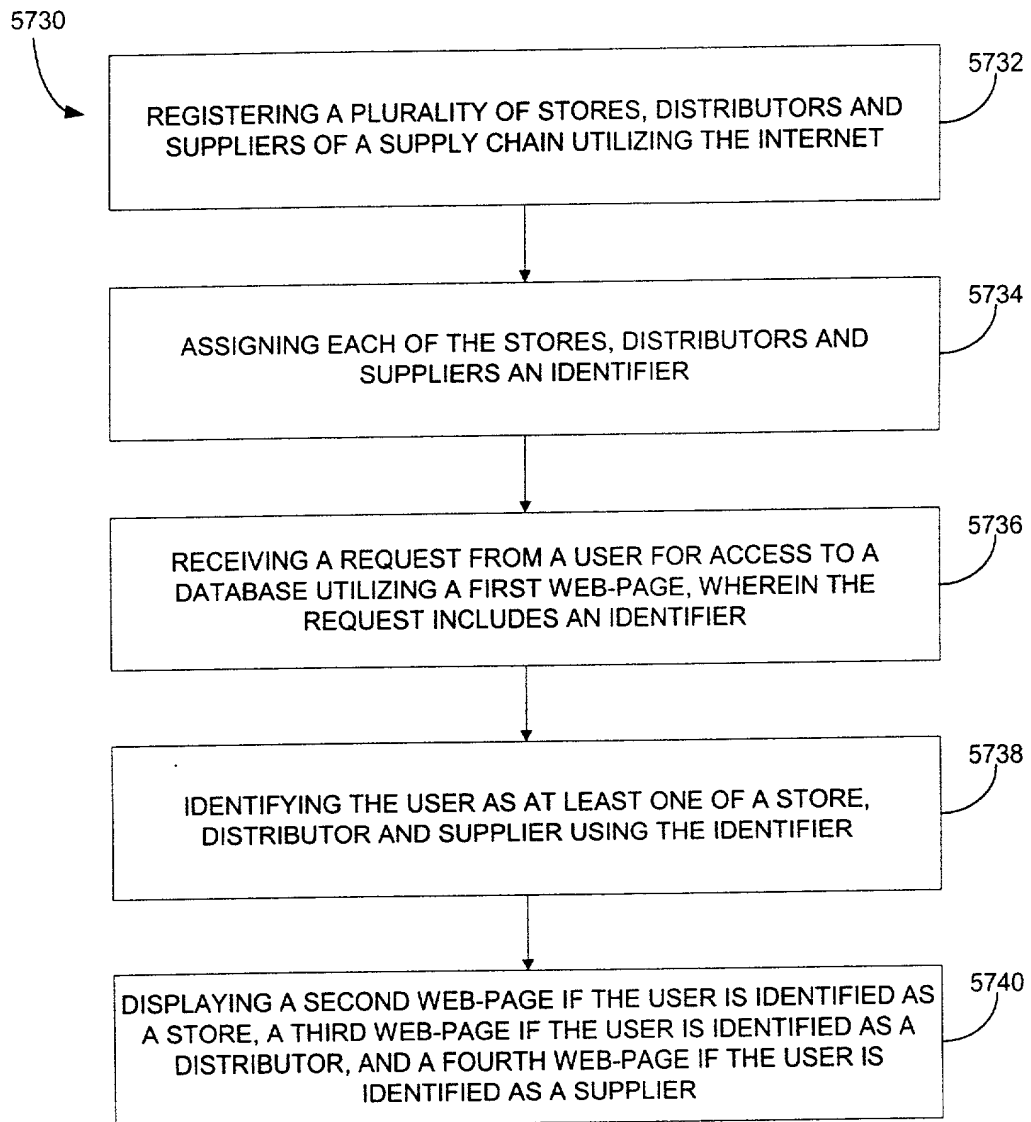 5730
5732
REGISTERING A PLURALITY OF STORES, DISTRIBUTORS AND
SUPPLIERS OF A SUPPLY CHAIN UTILIZING THE INTERNET
5734
ASSIGNING EACH OF THE STORES, DISTRIBUTORS AND
SUPPLIERS AN IDENTIFIER
5736
RECEIVING A REQUEST FROM A USER FOR ACCESS TO A
DATABASE UTILIZING A FIRST WEB-PAGE, WHEREIN THE
REQUEST INCLUDES AN IDENTIFIER
5738
IDENTIFYING THE USER AS AT LEAST ONE OF A STORE,
DISTRIBUTOR AND SUPPLIER USING THE IDENTIFIER
5740
DISPLAYING A SECOND WEB-PAGE IF THE USER IS IDENTIFIED AS
A STORE, A THIRD WEB-PAGE IF THE USER IS IDENTIFIED AS A
DISTRIBUTOR, AND A FOURTH WEB-PAGE IF THE USER IS
IDENTIFIED AS A SUPPLIER